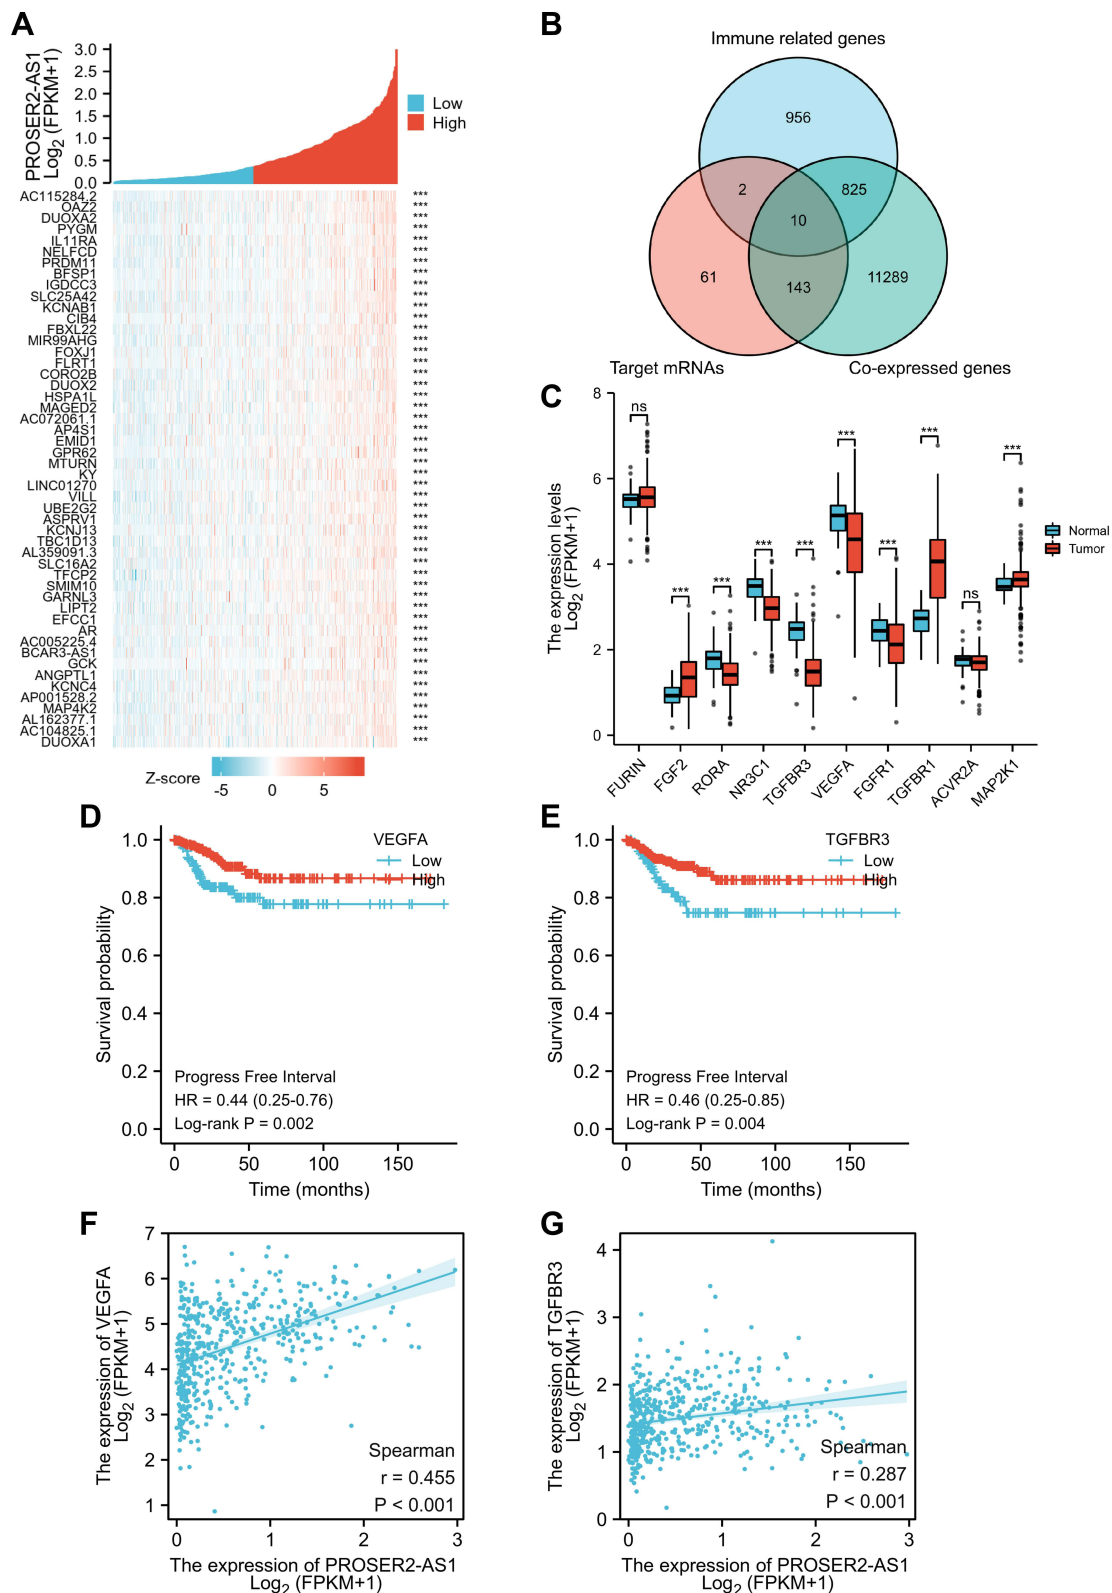 A
PROSER2-AS1
Log2 (FPKM+1)
3.0
2.5
2.0
1.5
1.0
0.5
0.0
Low
High
AC115284.2 ***
OAZ2 ***
DUOXA2 ***
PYGM ***
IL11RA ***
NELFCD ***
PRDM11 ***
BFSP1 ***
IGDCC3 ***
SLC25A42 ***
KCNAB1 ***
CIB4 ***
FBXL22 ***
MIR99AHG ***
FOXJ1 ***
FLRT1 ***
CORO2B ***
DUOX2 ***
HSPA1L ***
MAGED2 ***
AC072061.1 ***
AP4S1 ***
EMID1 ***
GPR62 ***
MTURN ***
KY ***
LINC01270 ***
VILL ***
UBE2G2 ***
ASPRV1 ***
KCNJ13 ***
TBC1D13 ***
AL359091.3 ***
SLC16A2 ***
TFCP2 ***
SMIM10 ***
GARNL3 ***
LIPT2 ***
EFCC1 ***
AR ***
AC005225.4 ***
BCAR3-AS1 ***
GCK ***
ANGPTL1 ***
KCNC4 ***
AP001528.2 ***
MAP4K2 ***
AL162377.1 ***
AC104825.1 ***
DUOXA1 ***
Z-score
-5 0 5
B
Immune related genes
956
2
825
10
61
143
11289
Target mRNAs
Co-expressed genes
C
The expression levels
Log2 (FPKM+1)
8
6
4
2
0
ns
***
***
***
***
***
***
***
ns
***
Normal
Tumor
FURIN
FGF2
RORA
NR3C1
TGFBR3
VEGFA
FGFR1
TGFBR1
ACVR2A
MAP2K1
D
VEGFA
Low
High
Survival probability
1.0
0.8
0.6
0.4
0.2
0.0
Progress Free Interval
HR = 0.44 (0.25-0.76)
Log-rank P = 0.002
0 50 100 150
Time (months)
E
TGFBR3
Low
High
Survival probability
1.0
0.8
0.6
0.4
0.2
0.0
Progress Free Interval
HR = 0.46 (0.25-0.85)
Log-rank P = 0.004
0 50 100 150
Time (months)
F
The expression of VEGFA
Log2 (FPKM+1)
7
6
5
4
3
2
1
Spearman
r = 0.455
P < 0.001
0 1 2 3
The expression of PROSER2-AS1
Log2 (FPKM+1)
G
The expression of TGFBR3
Log2 (FPKM+1)
4
3
2
1
0
Spearman
r = 0.287
P < 0.001
0 1 2 3
The expression of PROSER2-AS1
Log2 (FPKM+1)